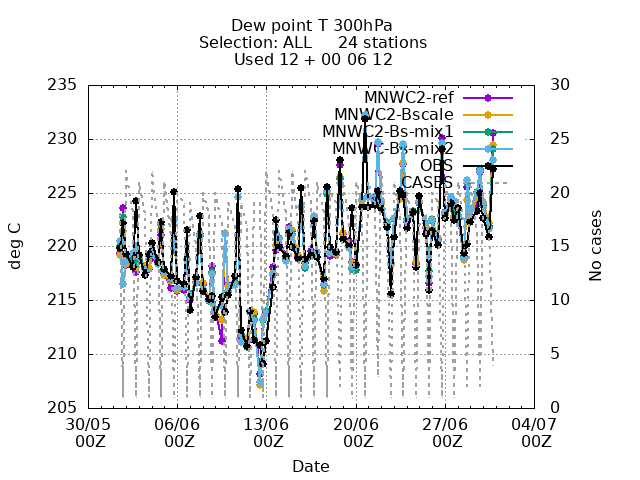 Dew point T 300hPa
Selection: ALL 24 stations
Used 12 + 00 06 12
235 30
MNWC2-ref
MNWC2-Bscale
230 25
MNWC2-Bs-mix1
MNWC-Bs-mix2
OBS
CASES
225 20
220 15
215 10
210 5
205 0
deg C
No cases
30/05 06/06 13/06 20/06 27/06 04/07
00Z 00Z 00Z 00Z 00Z 00Z
Date